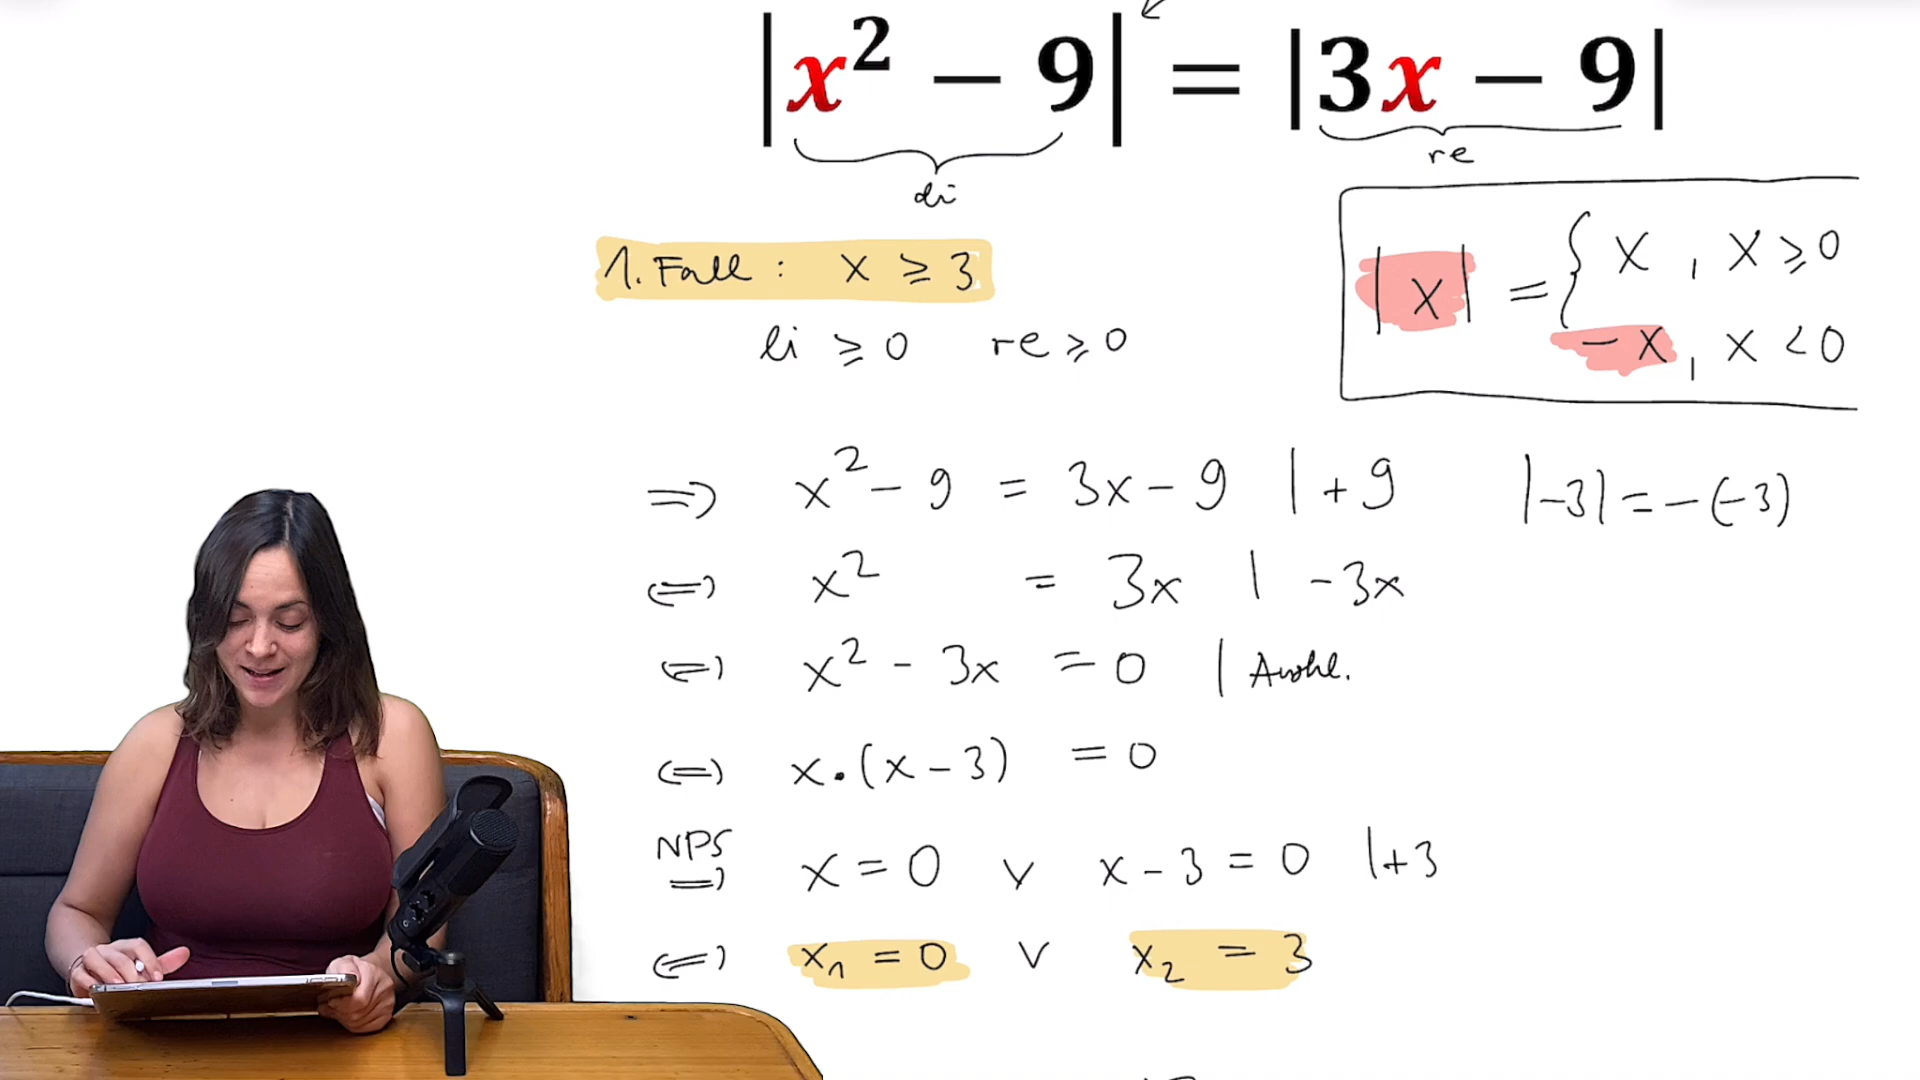 |x² − 9| = |3x − 9|
li re
1. Fall : x ≥ 3
li ≥ 0 re ≥ 0
|x| = { x , x ≥ 0
−x , x < 0
⇒ x² − 9 = 3x − 9 | + 9
|−3| = −(−3)
⇔ x² = 3x | − 3x
⇔ x² − 3x = 0 | Auskl.
⇔ x · (x − 3) = 0
NPS
⇒ x = 0 ∨ x − 3 = 0 | + 3
⇔ x₁ = 0 ∨ x₂ = 3